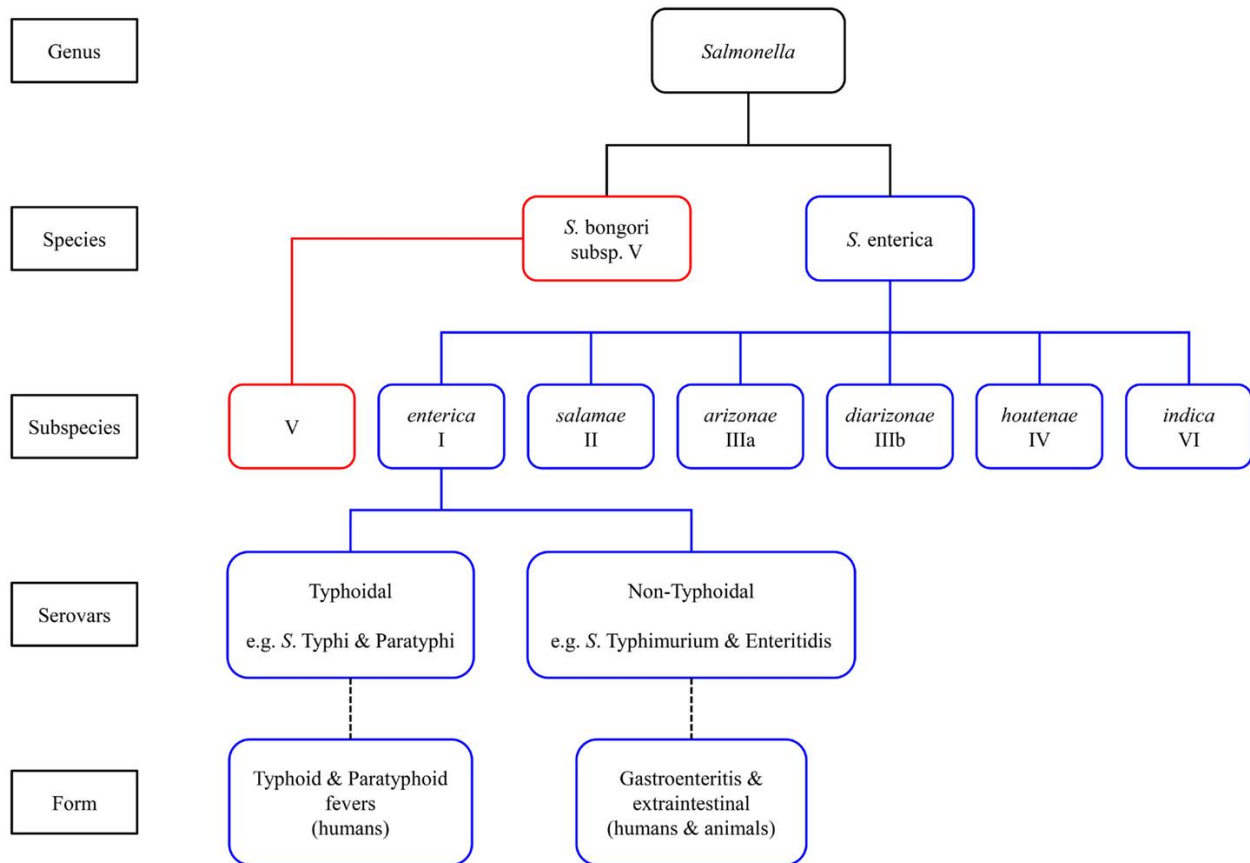 Genus
Salmonella
Species
S. bongori
subsp. V
S. enterica
Subspecies
V
enterica
I
salamae
II
arizonae
IIIa
diarizonae
IIIb
houtenae
IV
indica
VI
Serovars
Typhoidal
e.g. S. Typhi & Paratyphi
Non-Typhoidal
e.g. S. Typhimurium & Enteritidis
Form
Typhoid & Paratyphoid
fevers
(humans)
Gastroenteritis &
extraintestinal
(humans & animals)